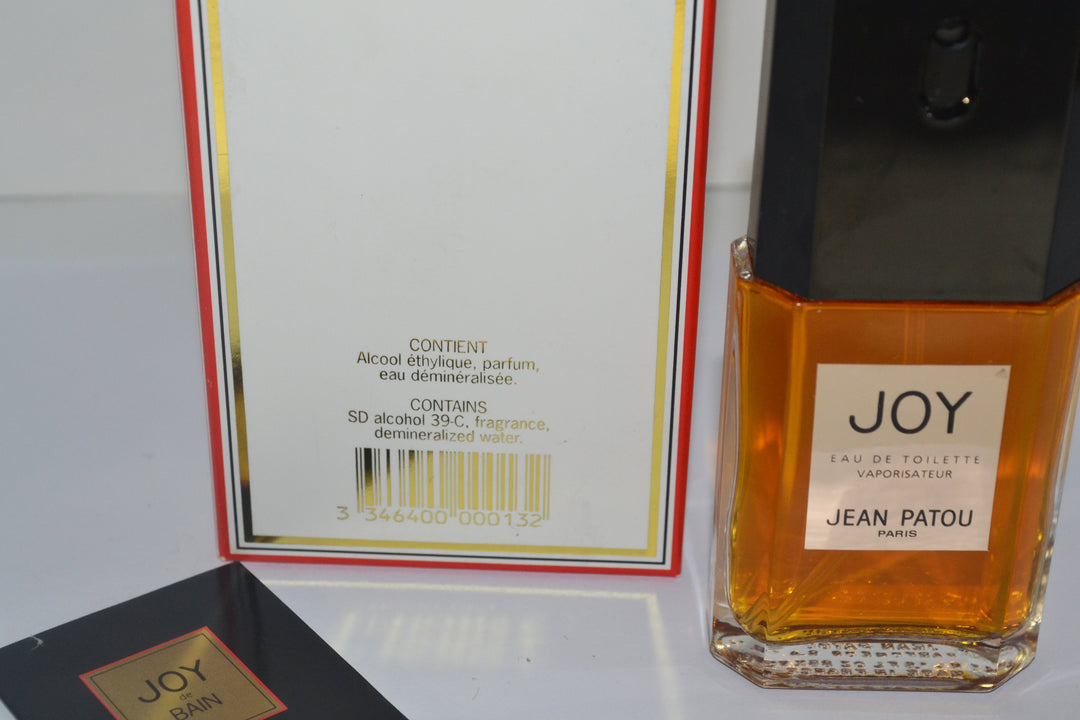 CONTIENT
Alcool éthylique, parfum,
eau déminéralisée.
CONTAINS
SD alcohol 39-C, fragrance,
demineralized water.
3 346400 000132
JOY
EAU DE TOILETTE
VAPORISATEUR
JEAN PATOU
PARIS
JOY
de
BAIN